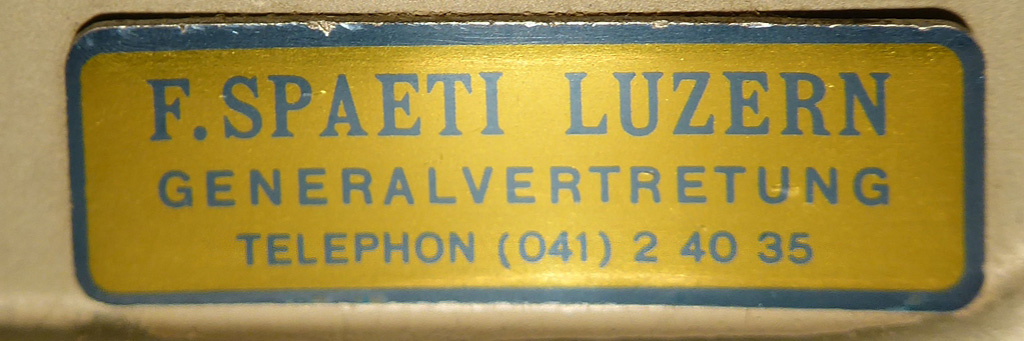 F. SPAETI LUZERN
GENERALVERTRETUNG
TELEPHON (041) 2 40 35